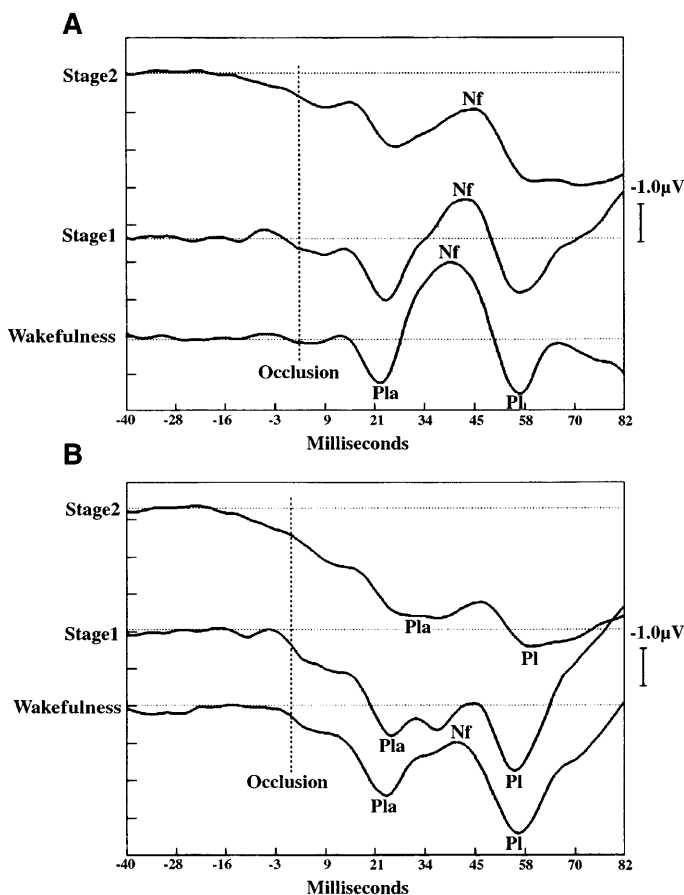 A
Stage2
Nf
-1.0µV
Nf
Stage1
Nf
Wakefulness
Occlusion
Pla
Pl
-40 -28 -16 -3 9 21 34 45 58 70 82
Milliseconds
B
Stage2
Pla
Stage1
-1.0µV
Pl
Wakefulness
Nf
Pla
Occlusion
Pl
Pla
Pl
-40 -28 -16 -3 9 21 34 45 58 70 82
Milliseconds